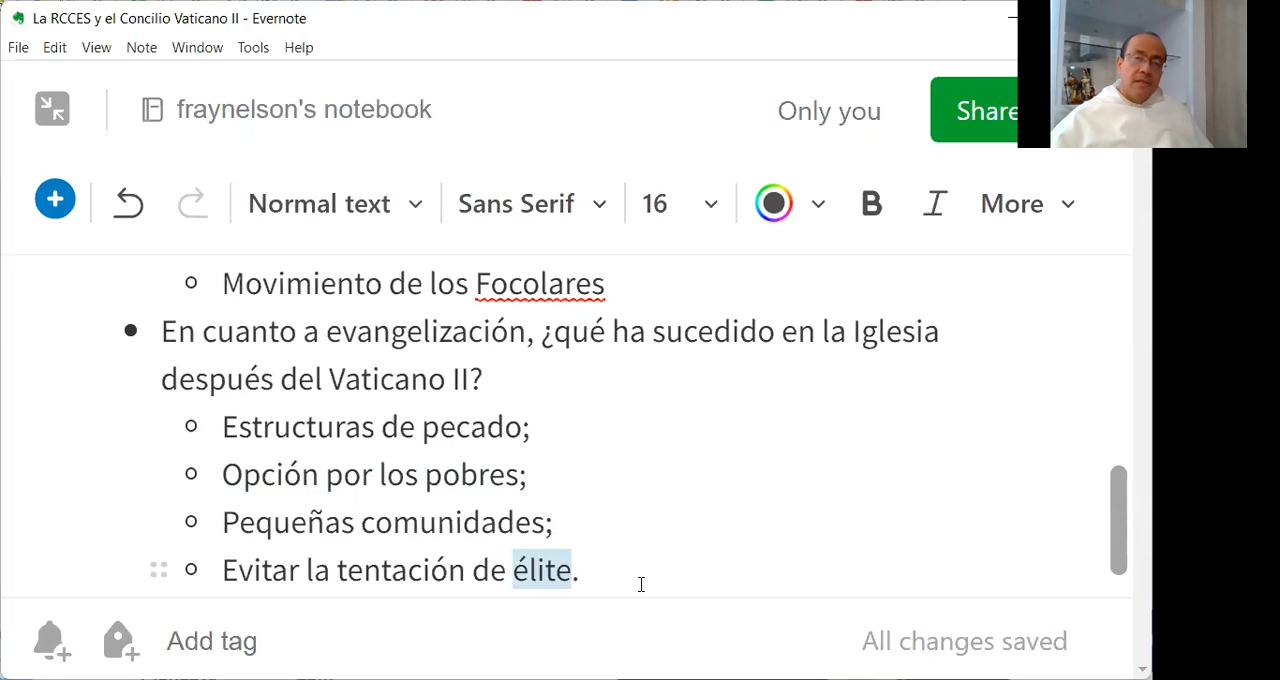 La RCCES y el Concilio Vaticano II - Evernote
File Edit View Note Window Tools Help
fraynelson's notebook
Only you
Share
Normal text
Sans Serif
16
B
I
More
Movimiento de los Focolares
En cuanto a evangelización, ¿qué ha sucedido en la Iglesia
después del Vaticano II?
Estructuras de pecado;
Opción por los pobres;
Pequeñas comunidades;
Evitar la tentación de élite.
Add tag
All changes saved